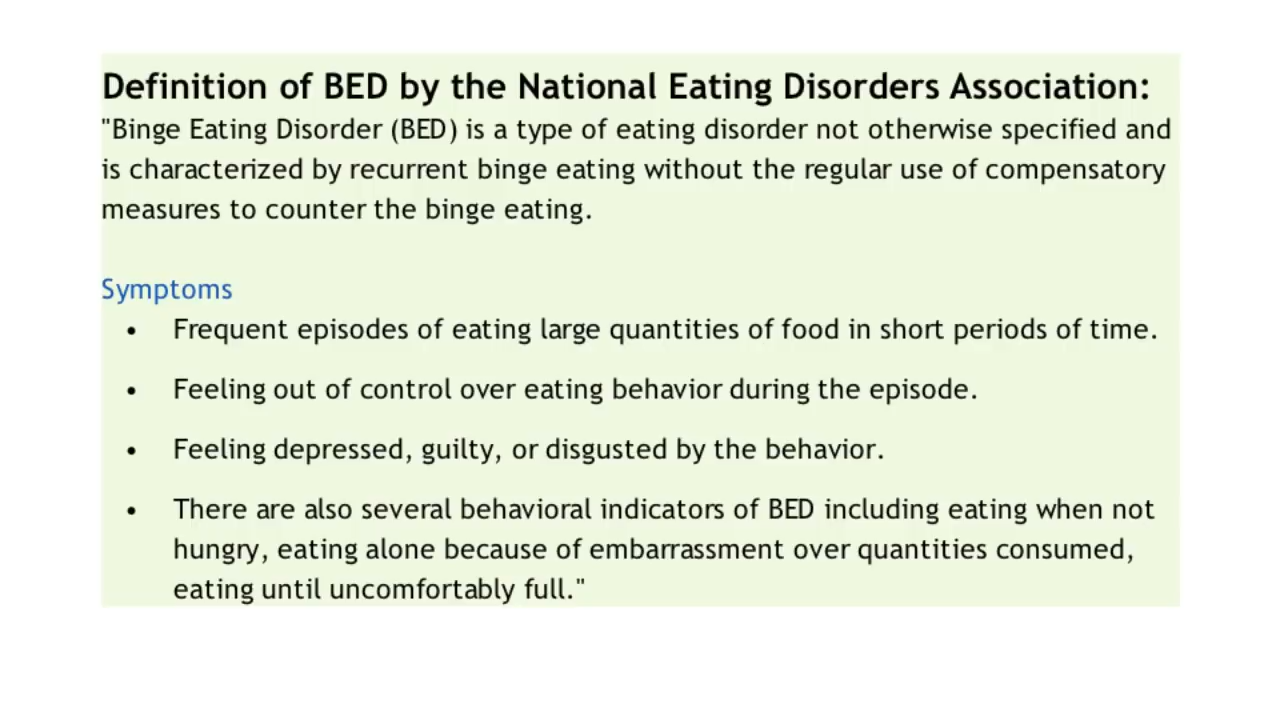 Definition of BED by the National Eating Disorders Association:
"Binge Eating Disorder (BED) is a type of eating disorder not otherwise specified and
is characterized by recurrent binge eating without the regular use of compensatory
measures to counter the binge eating.
Symptoms
• Frequent episodes of eating large quantities of food in short periods of time.
• Feeling out of control over eating behavior during the episode.
• Feeling depressed, guilty, or disgusted by the behavior.
• There are also several behavioral indicators of BED including eating when not
hungry, eating alone because of embarrassment over quantities consumed,
eating until uncomfortably full."